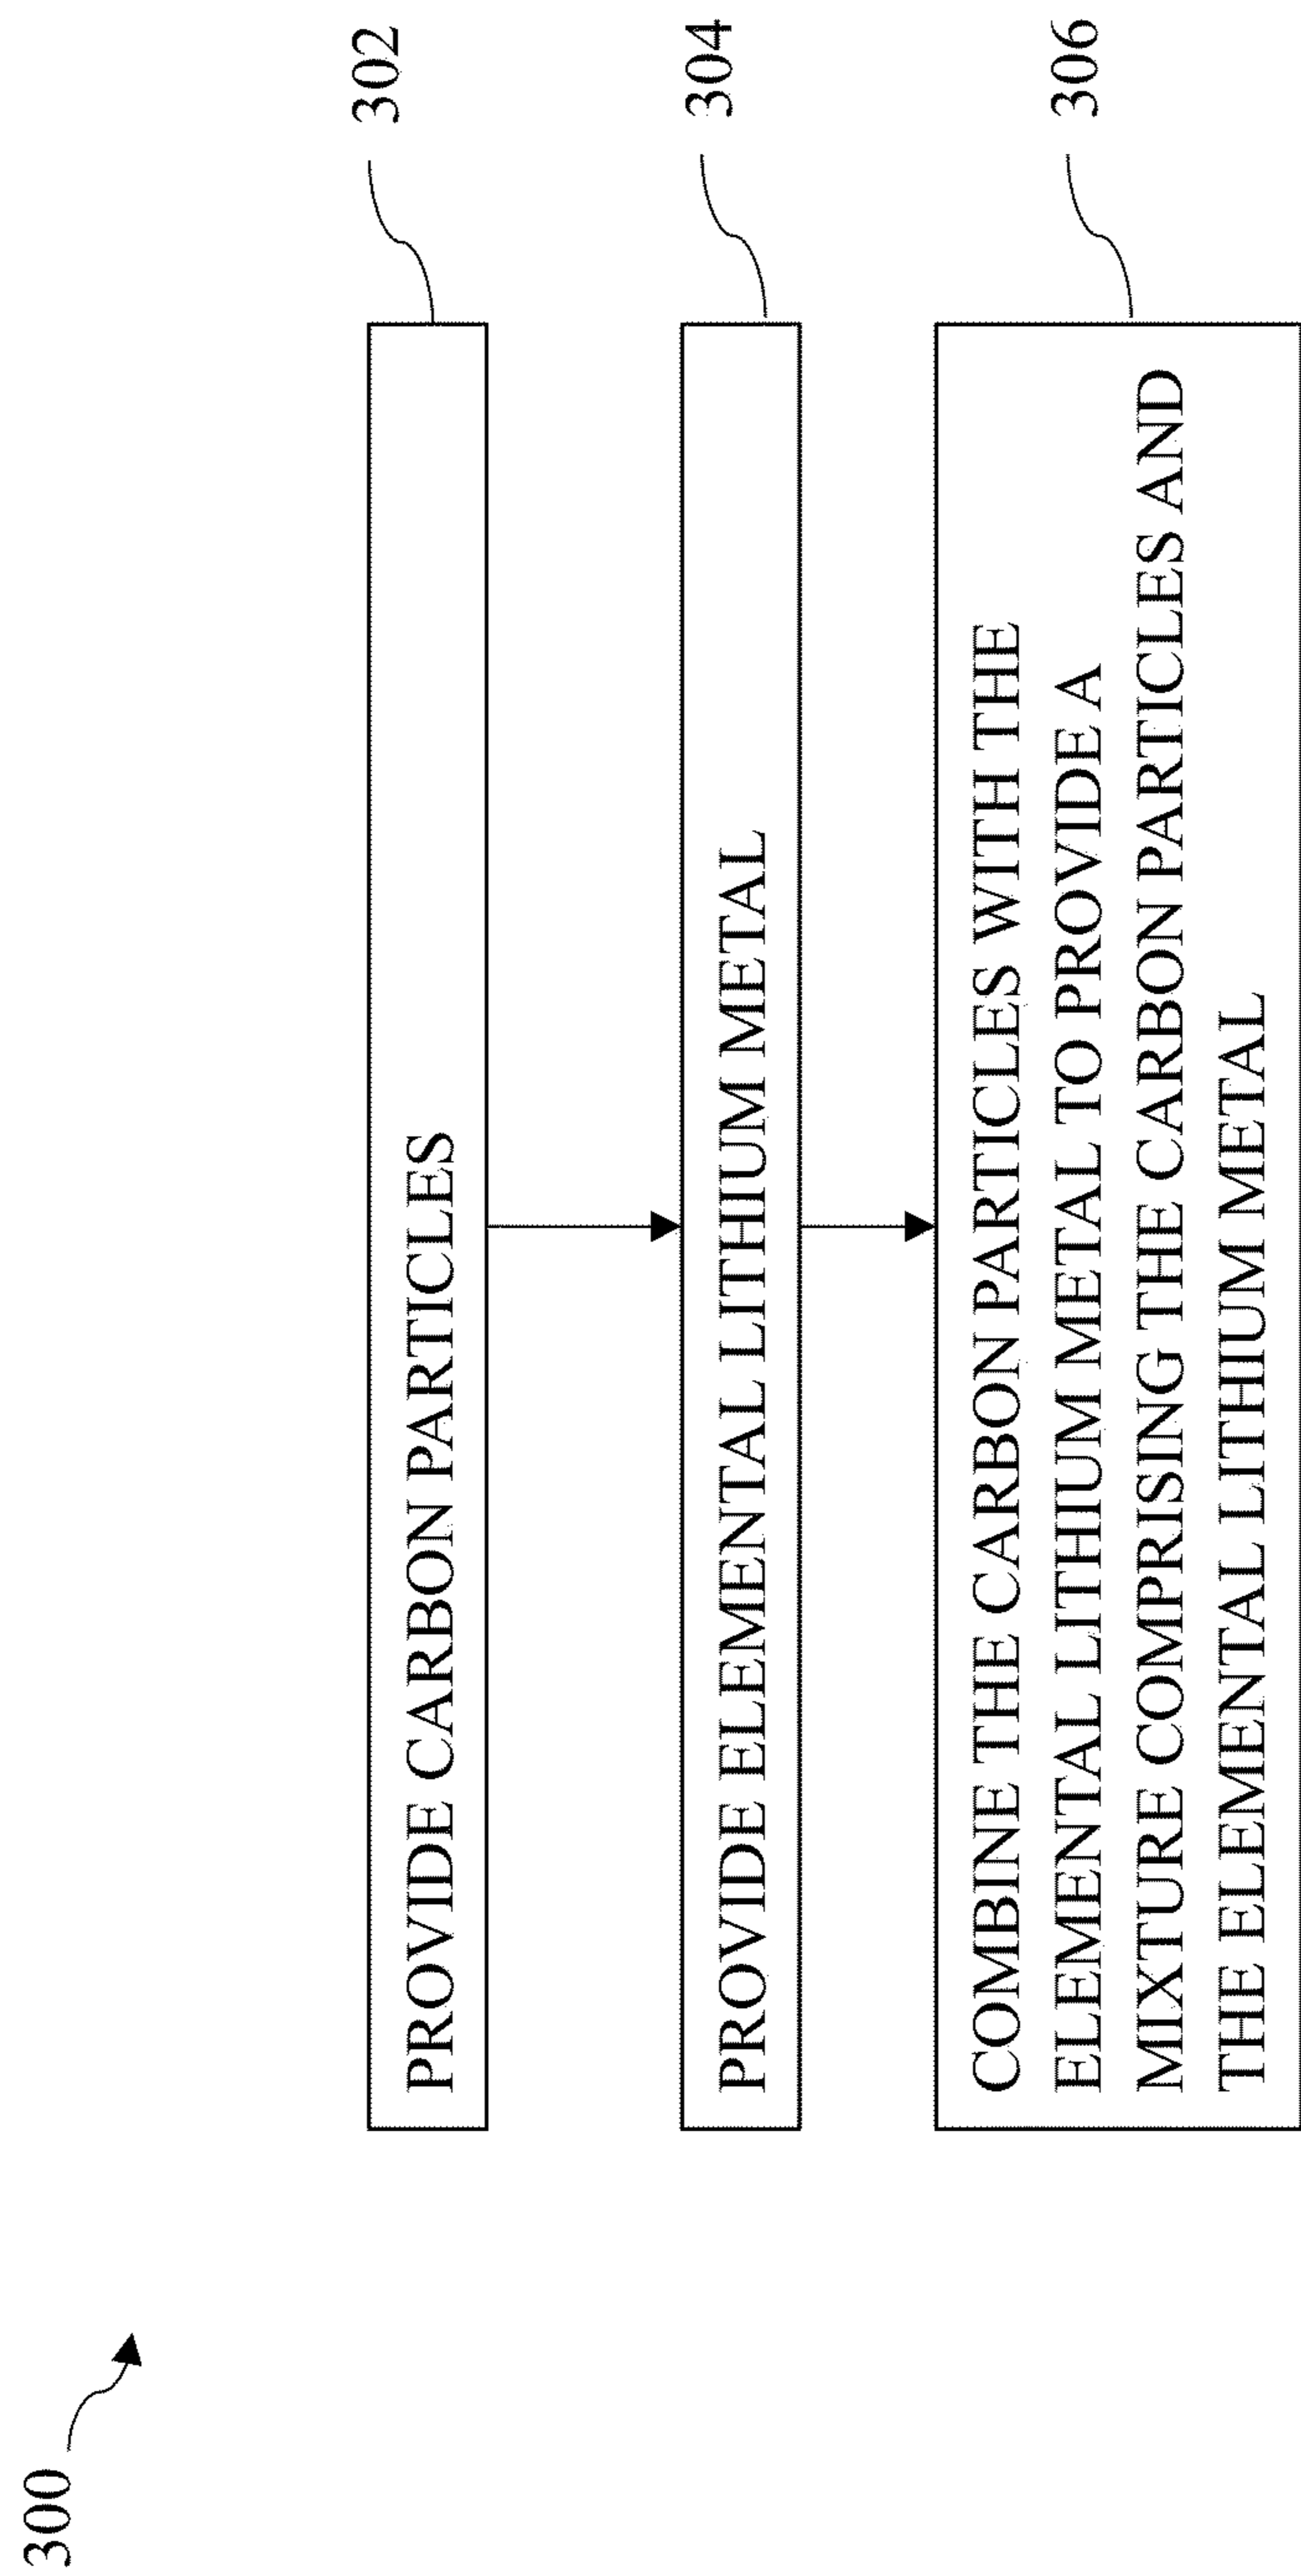 300
PROVIDE CARBON PARTICLES
302
PROVIDE ELEMENTAL LITHIUM METAL
304
COMBINE THE CARBON PARTICLES WITH THE
ELEMENTAL LITHIUM METAL TO PROVIDE A
MIXTURE COMPRISING THE CARBON PARTICLES AND
THE ELEMENTAL LITHIUM METAL
306